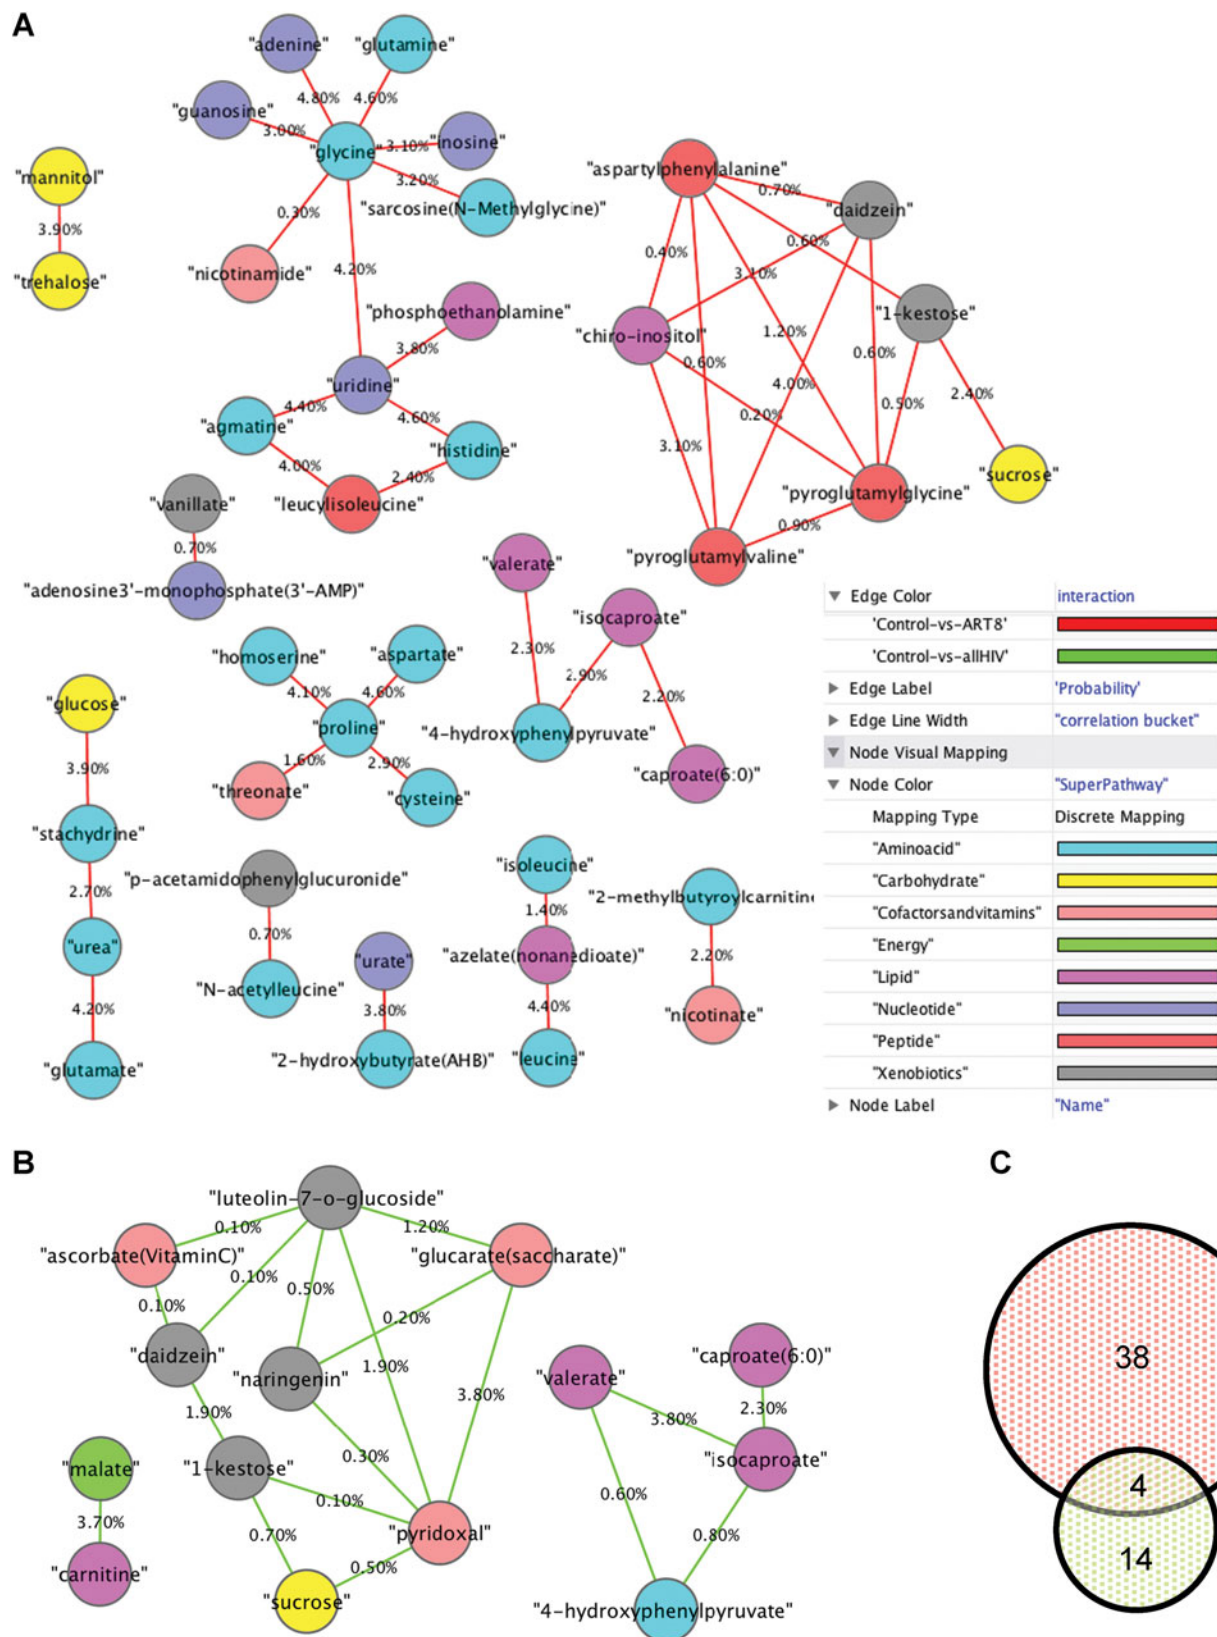 A
"adenine"
"glutamine"
4.80%
4.60%
"guanosine"
3.00%
"glycine"
3.10%
"inosine"
3.20%
"sarcosine(N-Methylglycine)"
0.30%
"nicotinamide"
4.20%
"mannitol"
3.90%
"trehalose"
"phosphoethanolamine"
3.80%
"uridine"
4.40%
4.60%
"agmatine"
"histidine"
4.00%
2.40%
"leucylisoleucine"
"vanillate"
0.70%
"adenosine3'-monophosphate(3'-AMP)"
"aspartylphenylalanine"
0.70%
"daidzein"
0.40%
0.60%
3.10%
"1-kestose"
"chiro-inositol"
1.20%
0.60%
0.60%
4.00%
0.50%
2.40%
0.20%
3.10%
"sucrose"
"pyroglutamylglycine"
0.90%
"pyroglutamylvaline"
"valerate"
"isocaproate"
2.30%
2.90%
2.20%
"4-hydroxyphenylpyruvate"
"caproate(6:0)"
"homoserine"
"aspartate"
4.10%
4.60%
"proline"
1.60%
2.90%
"threonate"
"cysteine"
"glucose"
3.90%
"stachydrine"
2.70%
"urea"
4.20%
"glutamate"
"p-acetamidophenylglucuronide"
0.70%
"N-acetylleucine"
"urate"
3.80%
"2-hydroxybutyrate(AHB)"
"isoleucine"
1.40%
"azelate(nonanedioate)"
4.40%
"leucine"
"2-methylbutyroylcarnitine
2.20%
"nicotinate"
Edge Color interaction
'Control-vs-ART8'
'Control-vs-allHIV'
Edge Label 'Probability'
Edge Line Width "correlation bucket"
Node Visual Mapping
Node Color "SuperPathway"
Mapping Type Discrete Mapping
"Aminoacid"
"Carbohydrate"
"Cofactorsandvitamins"
"Energy"
"Lipid"
"Nucleotide"
"Peptide"
"Xenobiotics"
Node Label "Name"
B
"luteolin-7-o-glucoside"
0.10%
1.20%
"ascorbate(VitaminC)"
"glucarate(saccharate)"
0.10%
0.50%
0.10%
0.20%
"daidzein"
"naringenin"
1.90%
3.80%
1.90%
0.30%
"1-kestose"
0.10%
"pyridoxal"
0.70%
0.50%
"sucrose"
"malate"
3.70%
"carnitine"
"caproate(6:0)"
"valerate"
2.30%
3.80%
"isocaproate"
0.60%
0.80%
"4-hydroxyphenylpyruvate"
C
38
4
14